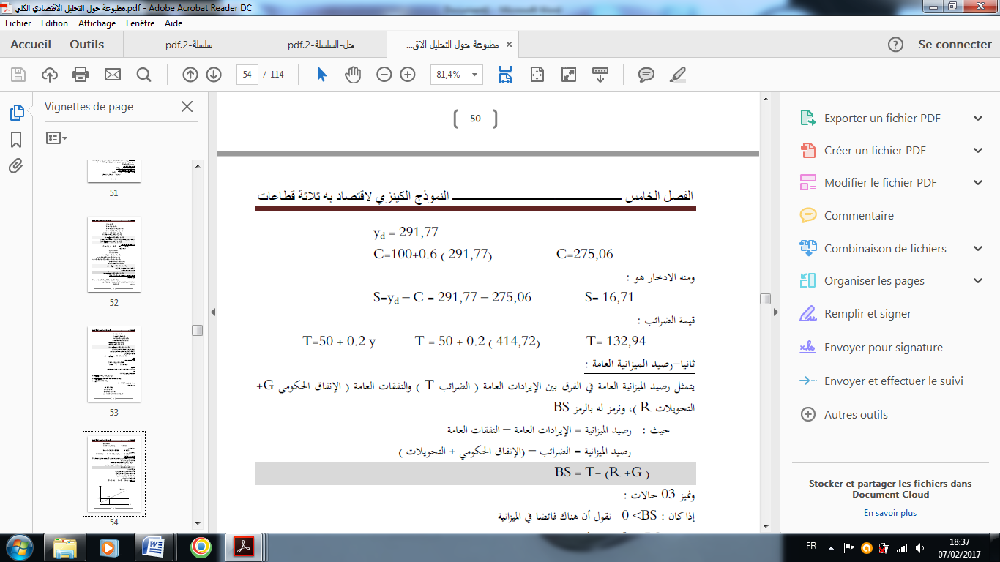 مطبوعة حول التحليل الاقتصادي الكلي.pdf - Adobe Acrobat Reader DC
Fichier Edition Affichage Fenêtre Aide
Accueil Outils سلسلة-2.pdf حل-السلسلة-2.pdf مطبوعة حول التحليل الاق... Se connecter
54 / 114 81,4%
Vignettes de page
51
52
53
54
50
الفصل الخامس ــــــــــــــــــــــــ النموذج الكينزي لاقتصاد به ثلاثة قطاعات
yd = 291,77
C=100+0.6 ( 291,77) C=275,06
ومنه الادخار هو :
S=yd – C = 291,77 – 275,06 S= 16,71
قيمة الضرائب :
T=50 + 0.2 y T = 50 + 0.2 ( 414,72) T= 132,94
ثانيا-رصيد الميزانية العامة :
يتمثل رصيد الميزانية العامة في الفرق بين الإيرادات العامة ( الضرائب T ) والنفقات العامة ( الإنفاق الحكومي G+
التحويلات R )، ونرمز له بالرمز BS
حيث : رصيد الميزانية = الإيرادات العامة – النفقات العامة
رصيد الميزانية = الضرائب – (الإنفاق الحكومي + التحويلات )
BS = T– (R +G )
ونميز 03 حالات :
إذا كان : BS> 0 نقول أن هناك فائضا في الميزانية
Exporter un fichier PDF
Créer un fichier PDF
Modifier le fichier PDF
Commentaire
Combinaison de fichiers
Organiser les pages
Remplir et signer
Envoyer pour signature
Envoyer et effectuer le suivi
Autres outils
Stocker et partager les fichiers dans
Document Cloud
En savoir plus
FR
18:37
07/02/2017